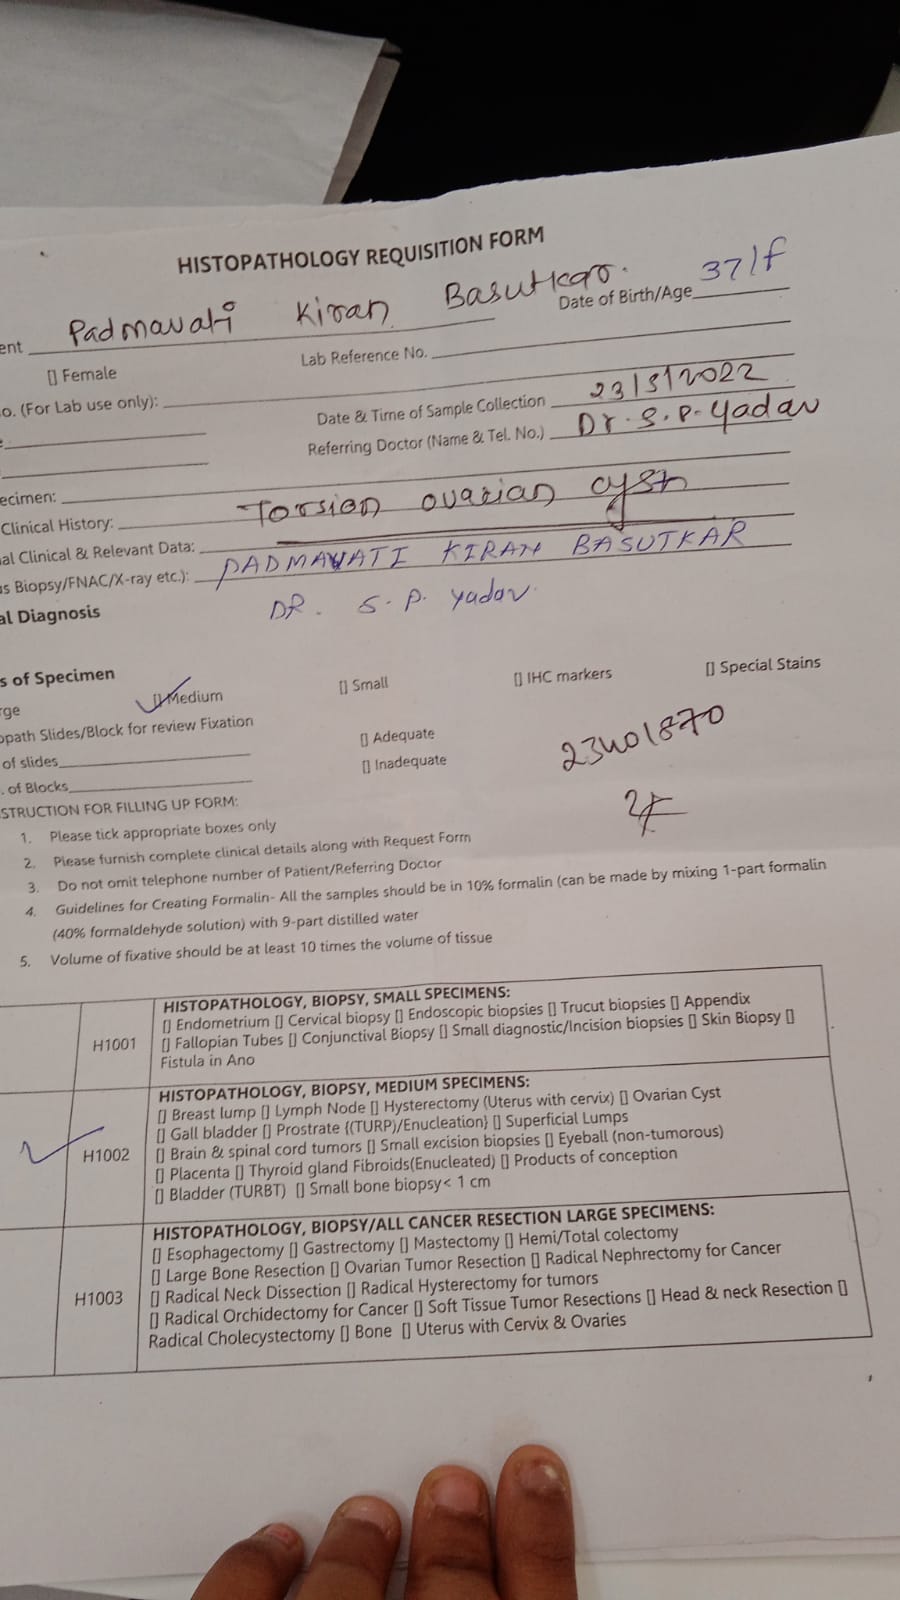 HISTOPATHOLOGY REQUISITION FORM
ent Padmavati Kiran Basutkar. Date of Birth/Age 37/f
[] Female Lab Reference No.
o. (For Lab use only):
Date & Time of Sample Collection 23/5/2022
Referring Doctor (Name & Tel. No.) Dr. S. P. Yadav
ecimen:
Clinical History: Torsion ovarian cyst
al Clinical & Relevant Data:
us Biopsy/FNAC/X-ray etc.): PADMAVATI KIRAN BASUTKAR
al Diagnosis DR. S. P. Yadav.
s of Specimen
rge [] Medium [] Small [] IHC markers [] Special Stains
opath Slides/Block for review Fixation
of slides [] Adequate
. of Blocks [] Inadequate
23401870
STRUCTION FOR FILLING UP FORM:
1. Please tick appropriate boxes only
2. Please furnish complete clinical details along with Request Form
3. Do not omit telephone number of Patient/Referring Doctor
4. Guidelines for Creating Formalin- All the samples should be in 10% formalin (can be made by mixing 1-part formalin
(40% formaldehyde solution) with 9-part distilled water
5. Volume of fixative should be at least 10 times the volume of tissue
HISTOPATHOLOGY, BIOPSY, SMALL SPECIMENS:
H1001 [] Endometrium [] Cervical biopsy [] Endoscopic biopsies [] Trucut biopsies [] Appendix
[] Fallopian Tubes [] Conjunctival Biopsy [] Small diagnostic/Incision biopsies [] Skin Biopsy []
Fistula in Ano
HISTOPATHOLOGY, BIOPSY, MEDIUM SPECIMENS:
[] Breast lump [] Lymph Node [] Hysterectomy (Uterus with cervix) [] Ovarian Cyst
[] Gall bladder [] Prostrate {(TURP)/Enucleation} [] Superficial Lumps
H1002 [] Brain & spinal cord tumors [] Small excision biopsies [] Eyeball (non-tumorous)
[] Placenta [] Thyroid gland Fibroids(Enucleated) [] Products of conception
[] Bladder (TURBT) [] Small bone biopsy< 1 cm
HISTOPATHOLOGY, BIOPSY/ALL CANCER RESECTION LARGE SPECIMENS:
[] Esophagectomy [] Gastrectomy [] Mastectomy [] Hemi/Total colectomy
[] Large Bone Resection [] Ovarian Tumor Resection [] Radical Nephrectomy for Cancer
H1003 [] Radical Neck Dissection [] Radical Hysterectomy for tumors
[] Radical Orchidectomy for Cancer [] Soft Tissue Tumor Resections [] Head & neck Resection []
Radical Cholecystectomy [] Bone [] Uterus with Cervix & Ovaries